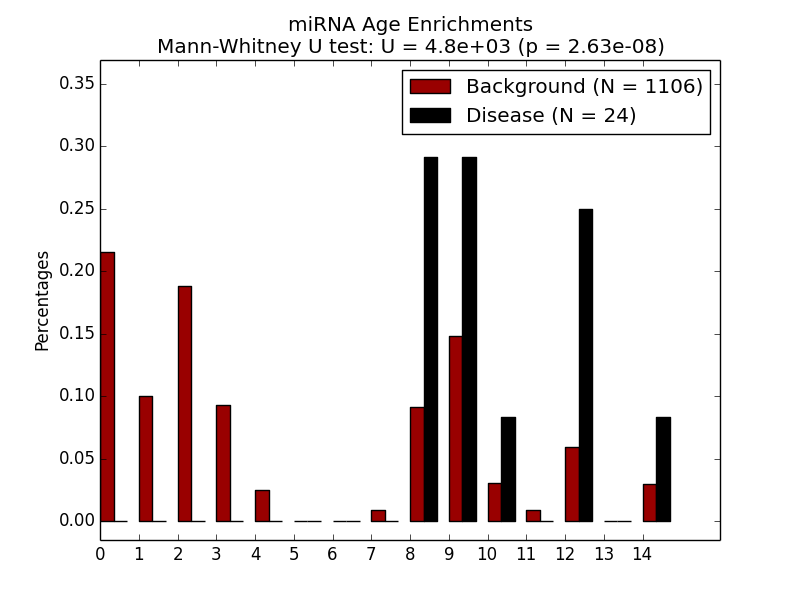 miRNA Age Enrichments
Mann-Whitney U test: U = 4.8e+03 (p = 2.63e-08)
Background (N = 1106)
Disease (N = 24)
Percentages
0.35
0.30
0.25
0.20
0.15
0.10
0.05
0.00
0 1 2 3 4 5 6 7 8 9 10 11 12 13 14